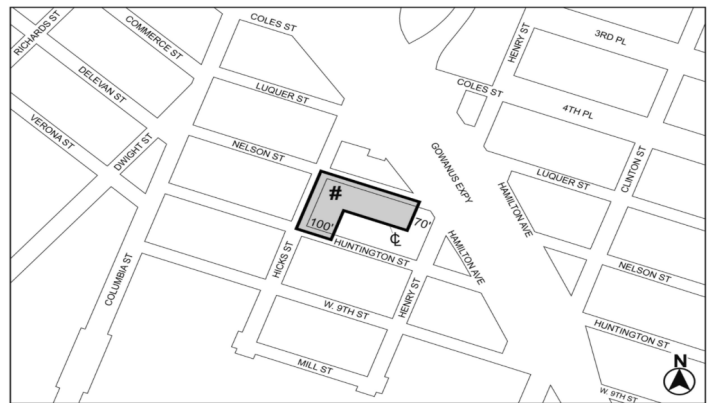 RICHARDS ST
COMMERCE ST
COLES ST
HENRY ST
3RD PL
DELEVAN ST
LUQUER ST
COLES ST
4TH PL
VERONA ST
DWIGHT ST
NELSON ST
GOWANUS EXPY
LUQUER ST
CLINTON ST
#
HAMILTON AVE
100'
70'
℄
HUNTINGTON ST
HAMILTON AVE
HICKS ST
COLUMBIA ST
NELSON ST
HENRY ST
W. 9TH ST
HUNTINGTON ST
MILL ST
N
W. 9TH ST